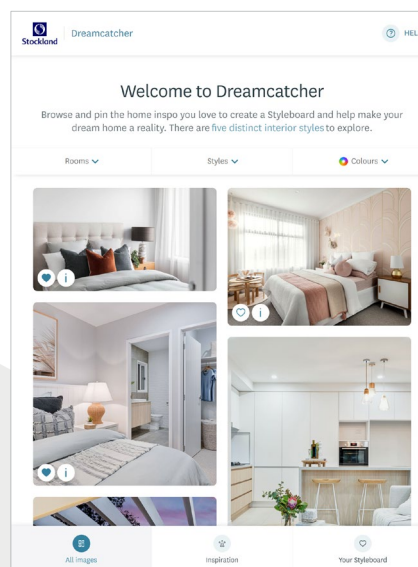 Stockland
Dreamcatcher
HEL
Welcome to Dreamcatcher
Browse and pin the home inspo you love to create a Styleboard and help make your
dream home a reality. There are five distinct interior styles to explore.
Rooms
Styles
Colours
i
i
i
All images
Inspiration
Your Styleboard